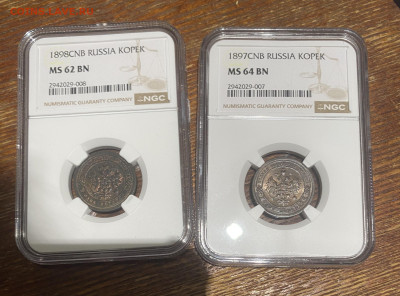 1898CNB RUSSIA KOPEK
MS 62 BN
2942029-006
NUMISMATIC GUARANTY COMPANY
NGC
1897CNB RUSSIA KOPEK
MS 64 BN
2942029-007
NUMISMATIC GUARANTY COMPANY
NGC